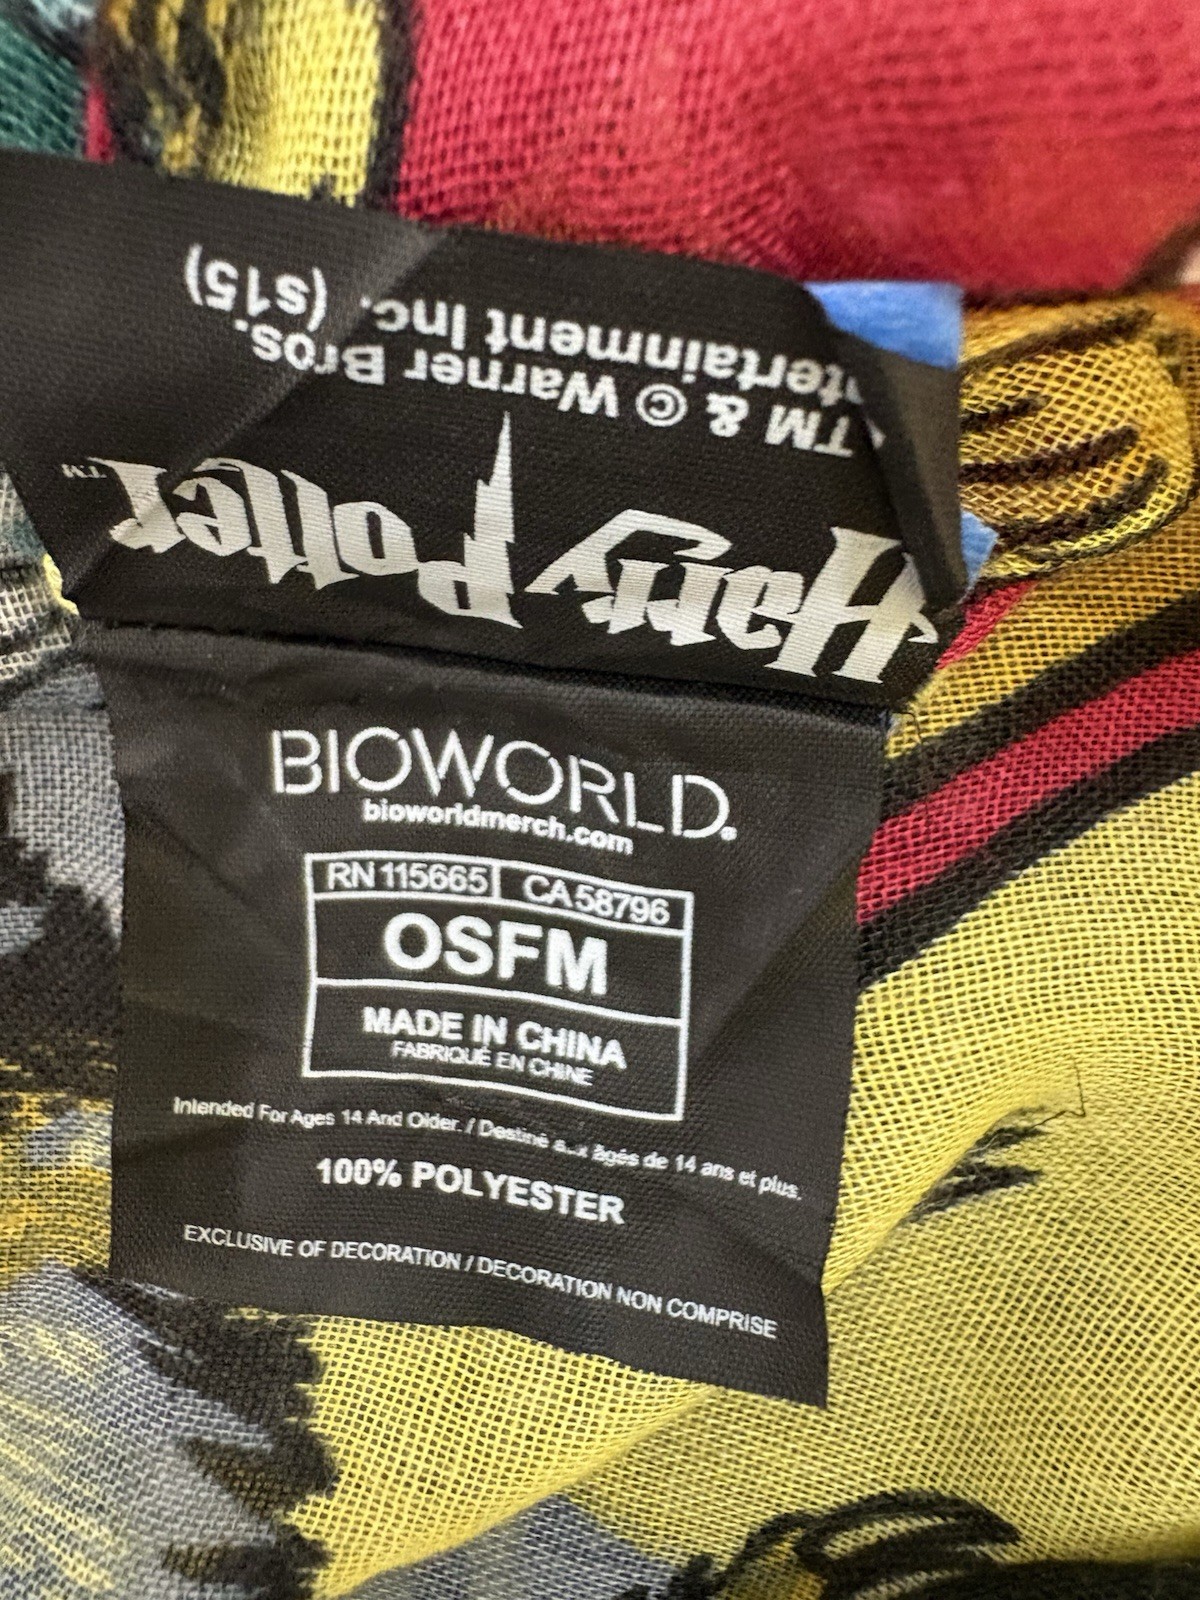 Harry Potter™
TM & © Warner Bros.
Entertainment Inc. (s15)
BIOWORLD®
bioworldmerch.com
RN 115665 CA 58796
OSFM
MADE IN CHINA
FABRIQUÉ EN CHINE
Intended For Ages 14 And Older. / Destiné aux âgés de 14 ans et plus.
100% POLYESTER
EXCLUSIVE OF DECORATION / DECORATION NON COMPRISE